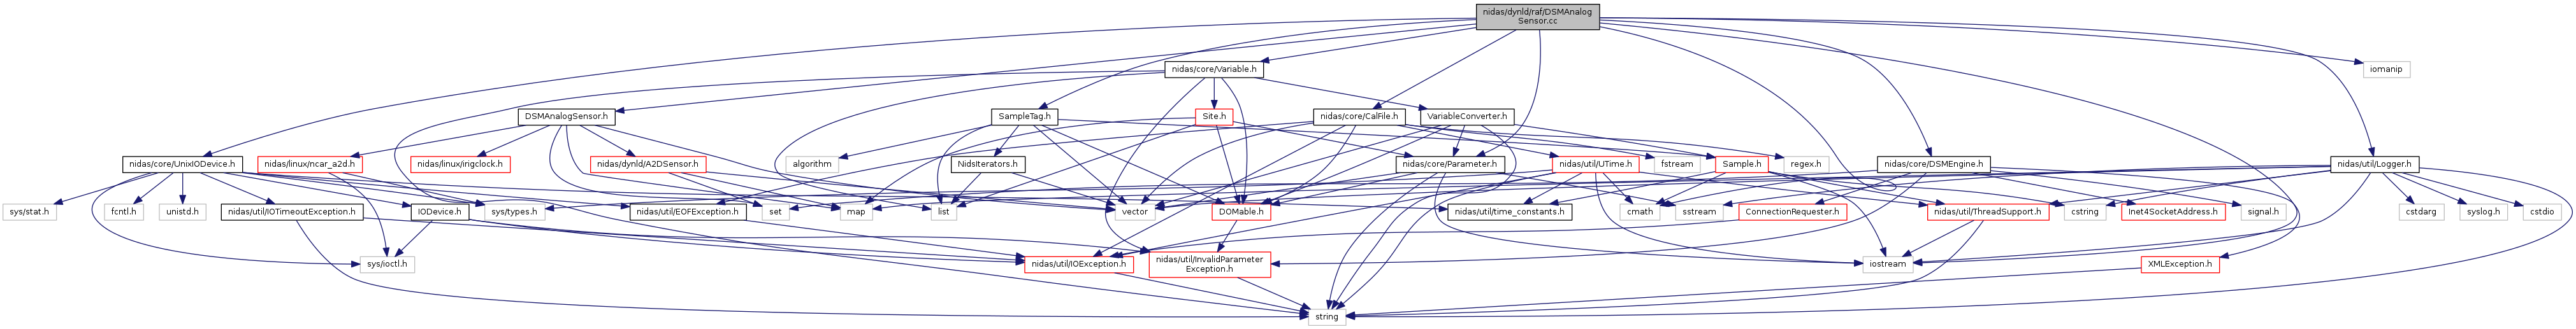 nidas/dynld/raf/DSMAnalog
Sensor.cc
nidas/core/Variable.h
iomanip
DSMAnalogSensor.h
SampleTag.h
Site.h
nidas/core/CalFile.h
VariableConverter.h
nidas/core/UnixIODevice.h
nidas/linux/ncar_a2d.h
nidas/linux/irigclock.h
nidas/dynld/A2DSensor.h
algorithm
NidsIterators.h
nidas/core/Parameter.h
nidas/util/UTime.h
fstream
Sample.h
regex.h
nidas/core/DSMEngine.h
nidas/util/Logger.h
sys/stat.h
fcntl.h
unistd.h
nidas/util/IOTimeoutException.h
IODevice.h
sys/types.h
nidas/util/EOFException.h
set
map
list
vector
DOMable.h
nidas/util/time_constants.h
cmath
sstream
ConnectionRequester.h
nidas/util/ThreadSupport.h
cstring
Inet4SocketAddress.h
signal.h
cstdarg
syslog.h
cstdio
sys/ioctl.h
nidas/util/IOException.h
nidas/util/InvalidParameter
Exception.h
iostream
XMLException.h
string